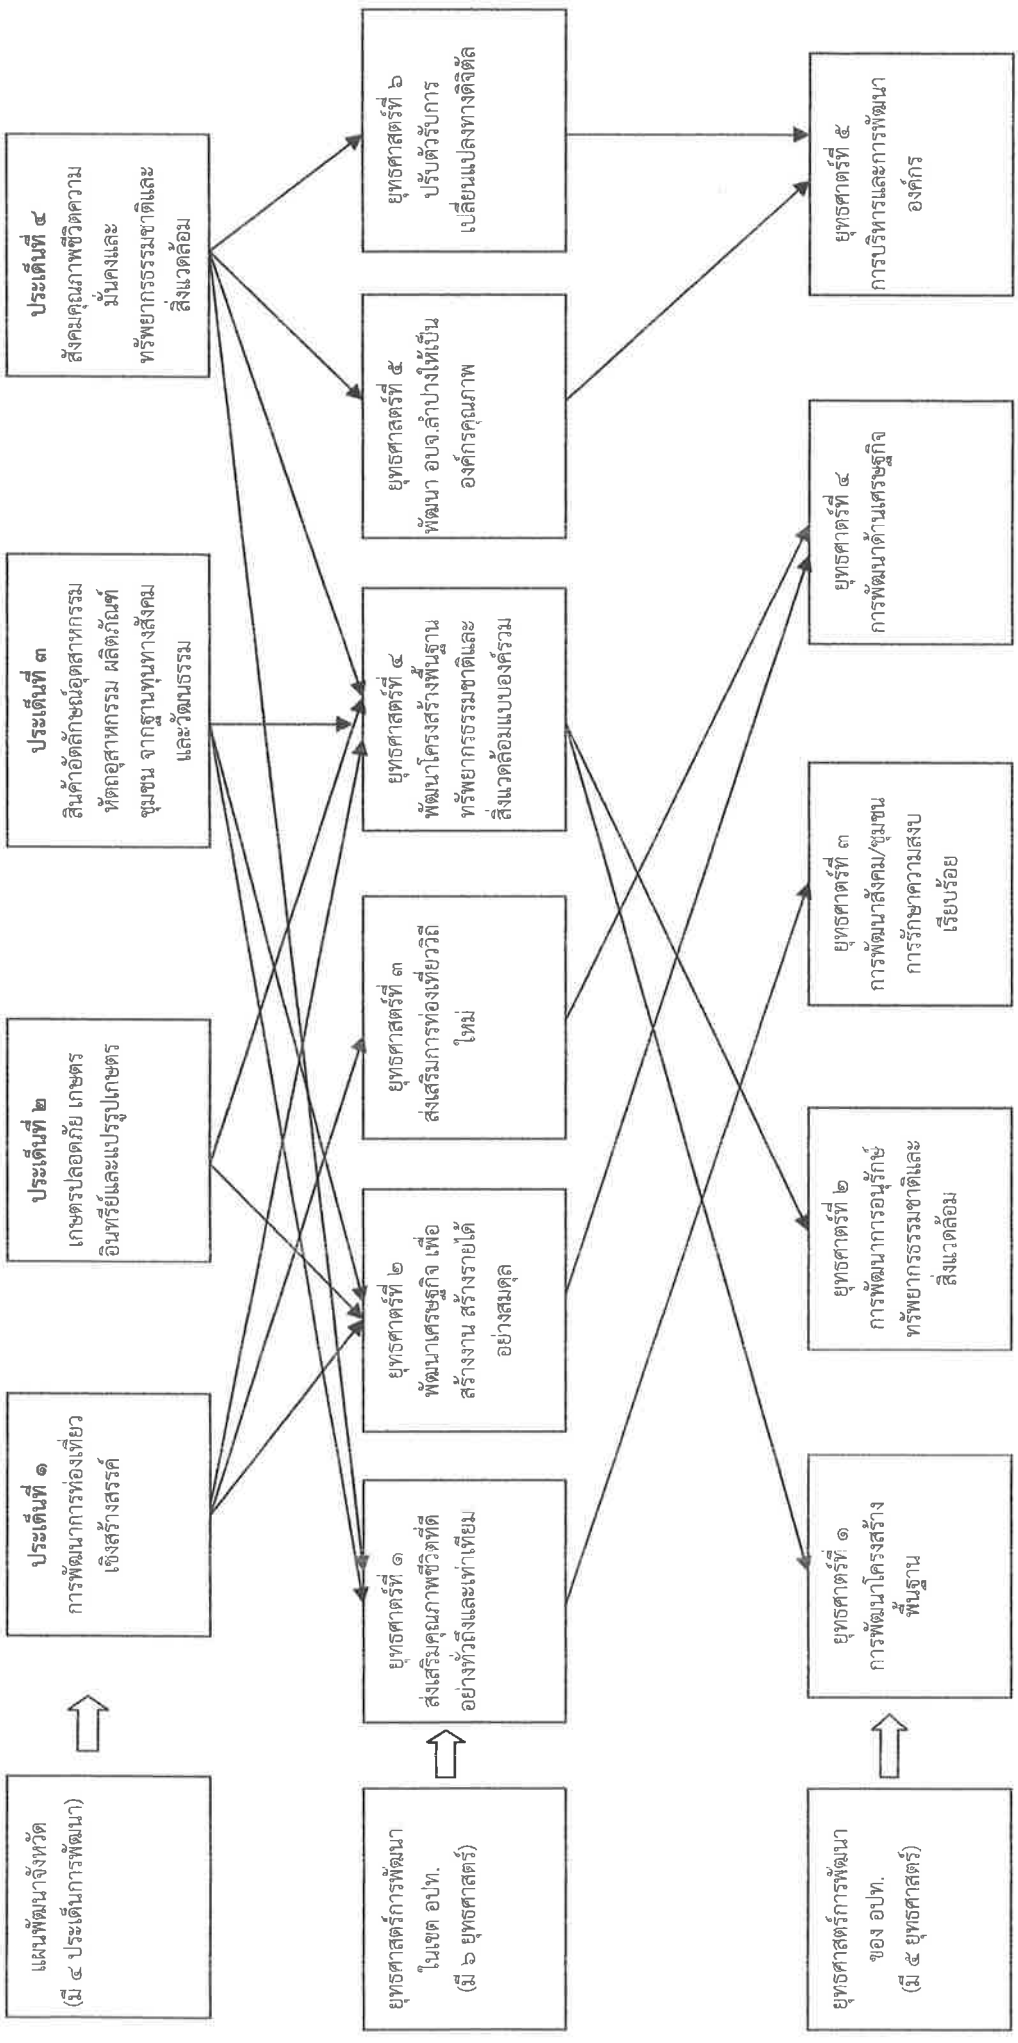 แผนพัฒนาจังหวัด
(มี ๔ ประเด็นการพัฒนา)
ประเด็นที่ ๑
การพัฒนาการท่องเที่ยว
เชิงสร้างสรรค์
ประเด็นที่ ๒
เกษตรปลอดภัย เกษตร
อินทรีย์และแปรรูปเกษตร
ประเด็นที่ ๓
สินค้าอัตลักษณ์อุตสาหกรรม
หัตถอุสาหกรรม ผลิตภัณฑ์
ชุมชน จากฐานทุนทางสังคม
และวัฒนธรรม
ประเด็นที่ ๔
สังคมคุณภาพชีวิตความ
มั่นคงและ
ทรัพยากรธรรมชาติและ
สิ่งแวดล้อม
ยุทธศาสตร์การพัฒนา
ในเขต อปท.
(มี ๖ ยุทธศาสตร์)
ยุทธศาตร์ที่ ๑
ส่งเสริมคุณภาพชีวิตที่ดี
อย่างทั่วถึงและเท่าเทียม
ยุทธศาตร์ที่ ๒
พัฒนาเศรษฐกิจ เพื่อ
สร้างงาน สร้างรายได้
อย่างสมดุล
ยุทธศาตร์ที่ ๓
ส่งเสริมการท่องเที่ยววิถี
ใหม่
ยุทธศาสตร์ที่ ๔
พัฒนาโครงสร้างพื้นฐาน
ทรัพยากรธรรมชาติและ
สิ่งแวดล้อมแบบองค์รวม
ยุทธศาสตร์ที่ ๕
พัฒนา อบจ.ลำปางให้เป็น
องค์กรคุณภาพ
ยุทธศาสตร์ที่ ๖
ปรับตัวรับการ
เปลี่ยนแปลงทางดิจิตัล
ยุทธศาสตร์การพัฒนา
ของ อปท.
(มี ๕ ยุทธศาสตร์)
ยุทธศาตร์ที่ ๑
การพัฒนาโครงสร้าง
พื้นฐาน
ยุทธศาตร์ที่ ๒
การพัฒนาการอนุรักษ์
ทรัพยากรธรรมชาติและ
สิ่งแวดล้อม
ยุทธศาตร์ที่ ๓
การพัฒนาสังคม/ชุมชน
การรักษาความสงบ
เรียบร้อย
ยุทธศาตร์ที่ ๔
การพัฒนาด้านเศรษฐกิจ
ยุทธศาตร์ที่ ๕
การบริหารและการพัฒนา
องค์กร